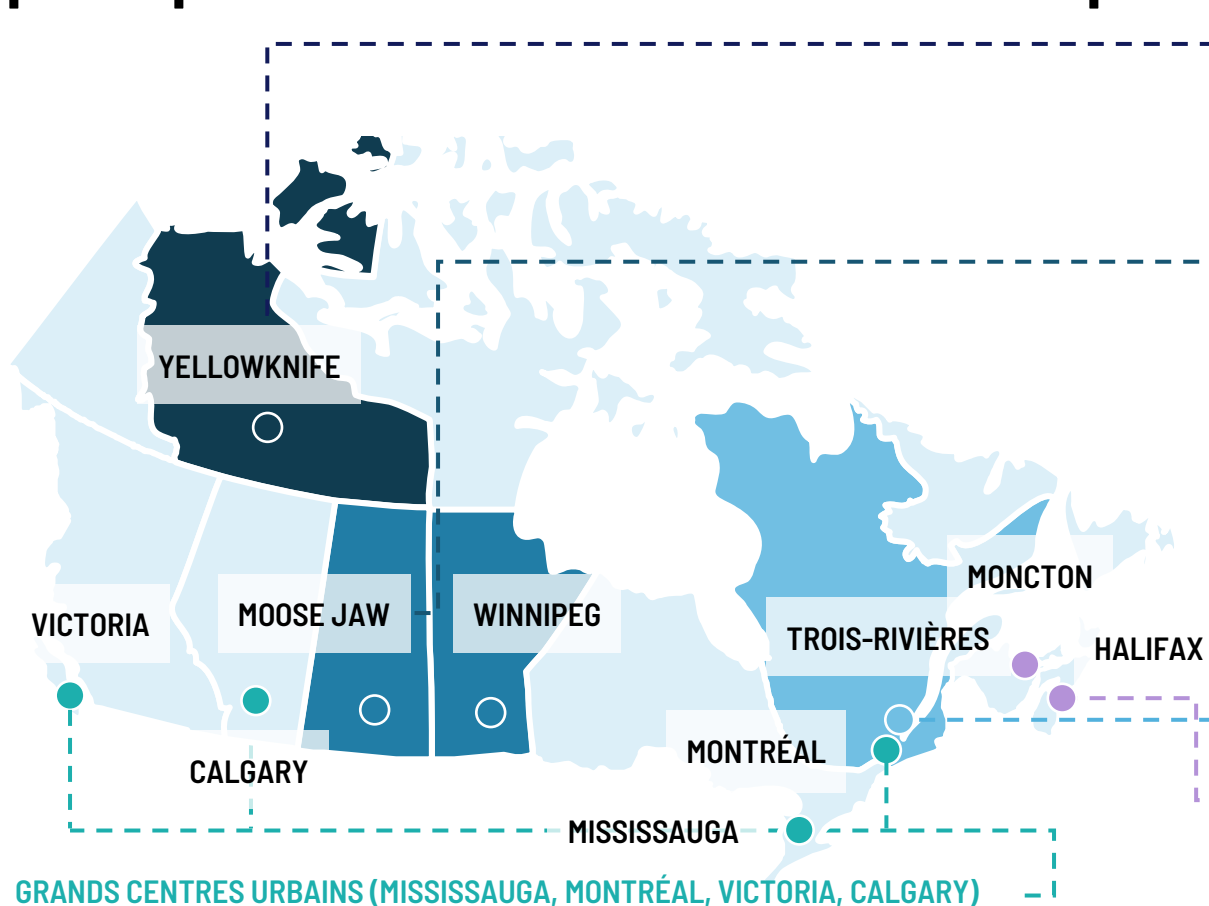 YELLOWKNIFE
MONCTON
VICTORIA
MOOSE JAW
WINNIPEG
TROIS-RIVIÈRES
HALIFAX
MONTRÉAL
CALGARY
MISSISSAUGA
GRANDS CENTRES URBAINS (MISSISSAUGA, MONTRÉAL, VICTORIA, CALGARY)